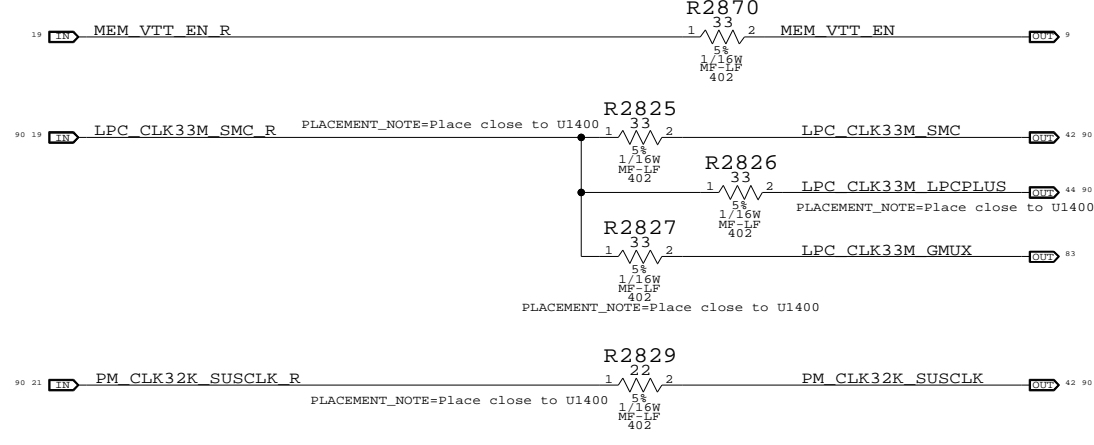 R2870
33
19 IN MEM_VTT_EN_R 1 2 MEM_VTT_EN OUT 9
5%
1/16W
MF-LF
402
R2825
33
90 19 IN LPC_CLK33M_SMC_R PLACEMENT_NOTE=Place close to U1400 1 2 LPC_CLK33M_SMC OUT 42 90
5%
1/16W
MF-LF
402
R2826
33
1 2 LPC_CLK33M_LPCPLUS OUT 44 90
5%
1/16W
MF-LF
402
PLACEMENT_NOTE=Place close to U1400
R2827
33
1 2 LPC_CLK33M_GMUX OUT 83
5%
1/16W
MF-LF
402
PLACEMENT_NOTE=Place close to U1400
R2829
22
90 21 IN PM_CLK32K_SUSCLK_R 1 2 PM_CLK32K_SUSCLK OUT 42 90
PLACEMENT_NOTE=Place close to U1400
5%
1/16W
MF-LF
402